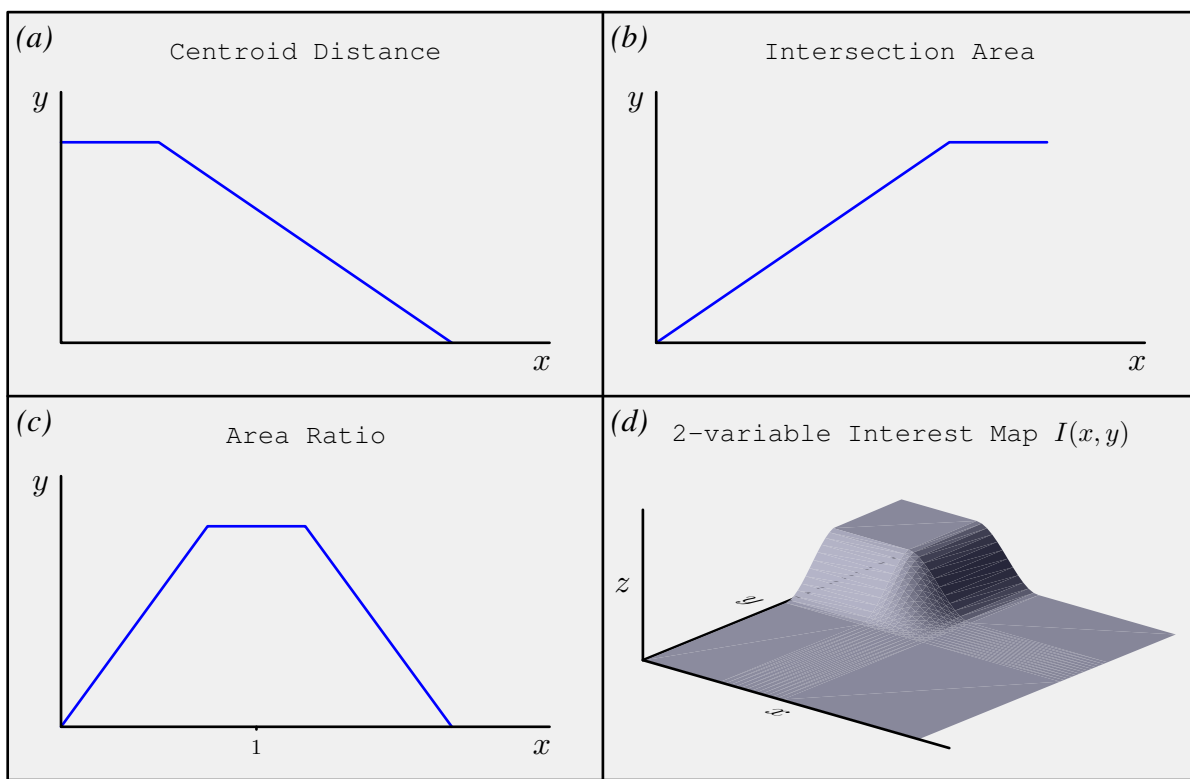 (a)
Centroid Distance
y
x
(b)
Intersection Area
y
x
(c)
Area Ratio
y
1
x
(d)
2-variable Interest Map I(x, y)
z
y
x